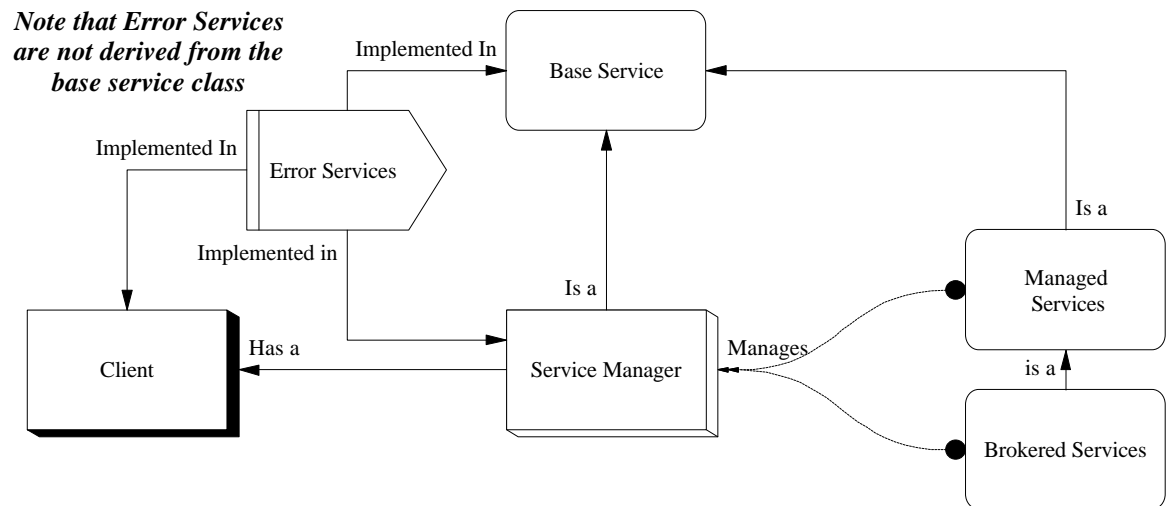 Note that Error Services
are not derived from the
base service class
Implemented In
Base Service
Implemented In
Error Services
Is a
Implemented in
Managed
Services
Is a
Client
Has a
Service Manager
Manages
is a
Brokered Services